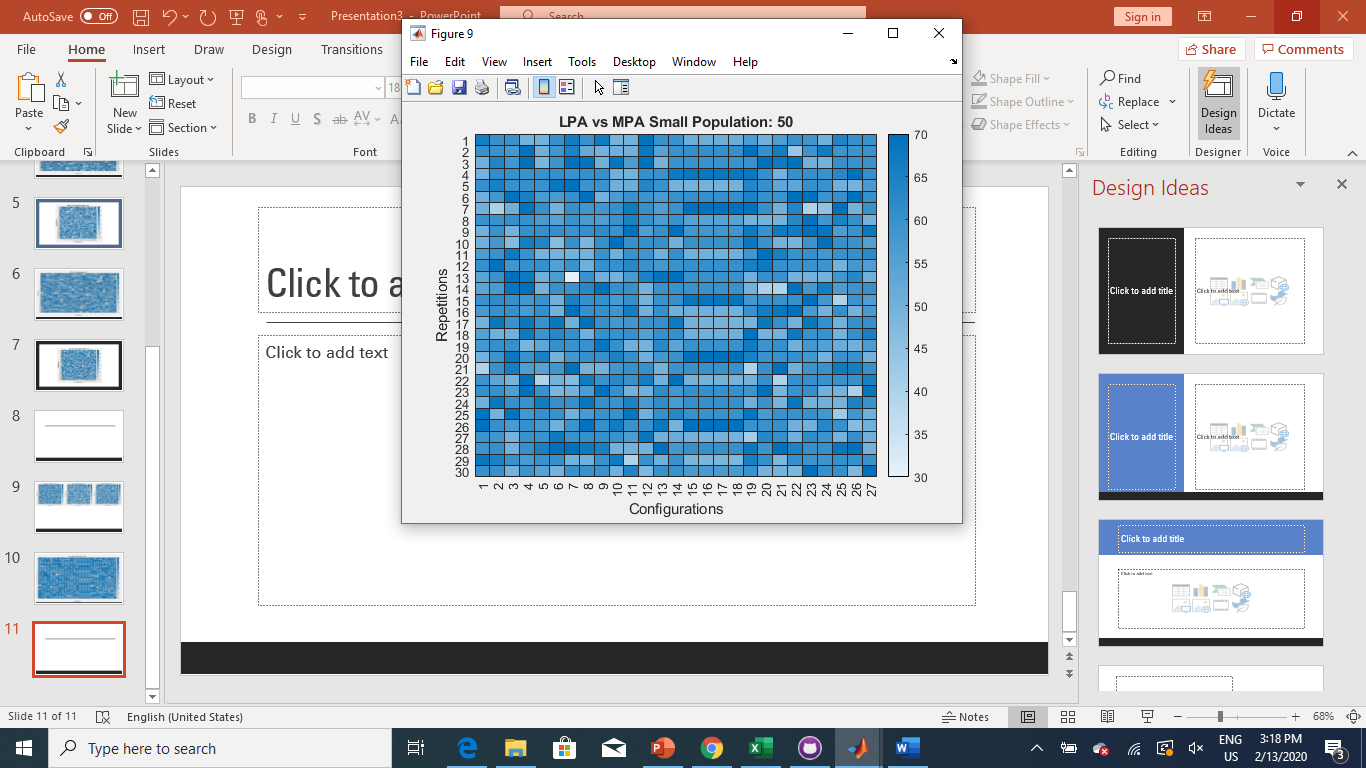 AutoSave Off Presentation3 - PowerPoint Search Sign in
File Home Insert Draw Design Transitions Share Comments
Paste
Clipboard
New Slide
Layout
Reset
Section
Slides
18
B I U S ab AV
Font
Shape Fill
Shape Outline
Shape Effects
Find
Replace
Select
Editing
Design Ideas
Designer
Dictate
Voice
Figure 9
File Edit View Insert Tools Desktop Window Help
LPA vs MPA Small Population: 50
Repetitions
1
2
3
4
5
6
7
8
9
10
11
12
13
14
15
16
17
18
19
20
21
22
23
24
25
26
27
28
29
30
1 2 3 4 5 6 7 8 9 10 11 12 13 14 15 16 17 18 19 20 21 22 23 24 25 26 27
Configurations
70
65
60
55
50
45
40
35
30
5
6
7
8
9
10
11
Click to a
Click to add text
Design Ideas
Click to add title
Click to add text
Click to add title
Click to add text
Click to add title
Click to add text
Slide 11 of 11 English (United States) Notes 68%
Type here to search
ENG
US
3:18 PM
2/13/2020
3